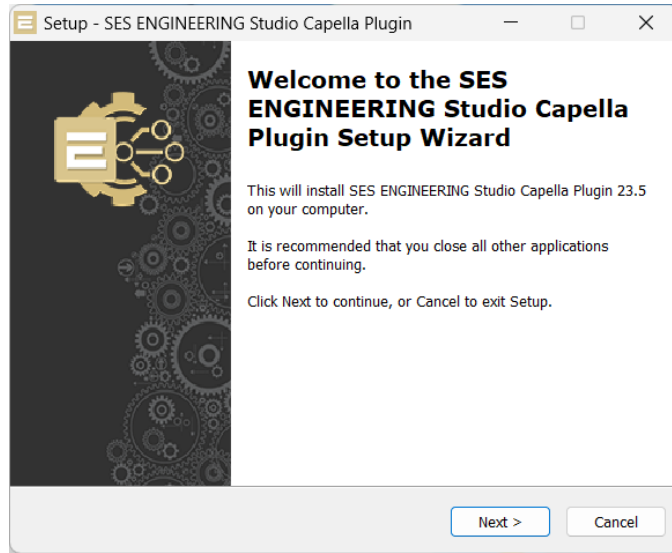 Setup - SES ENGINEERING Studio Capella Plugin
Welcome to the SES
ENGINEERING Studio Capella
Plugin Setup Wizard
This will install SES ENGINEERING Studio Capella Plugin 23.5
on your computer.
It is recommended that you close all other applications
before continuing.
Click Next to continue, or Cancel to exit Setup.
Next >
Cancel